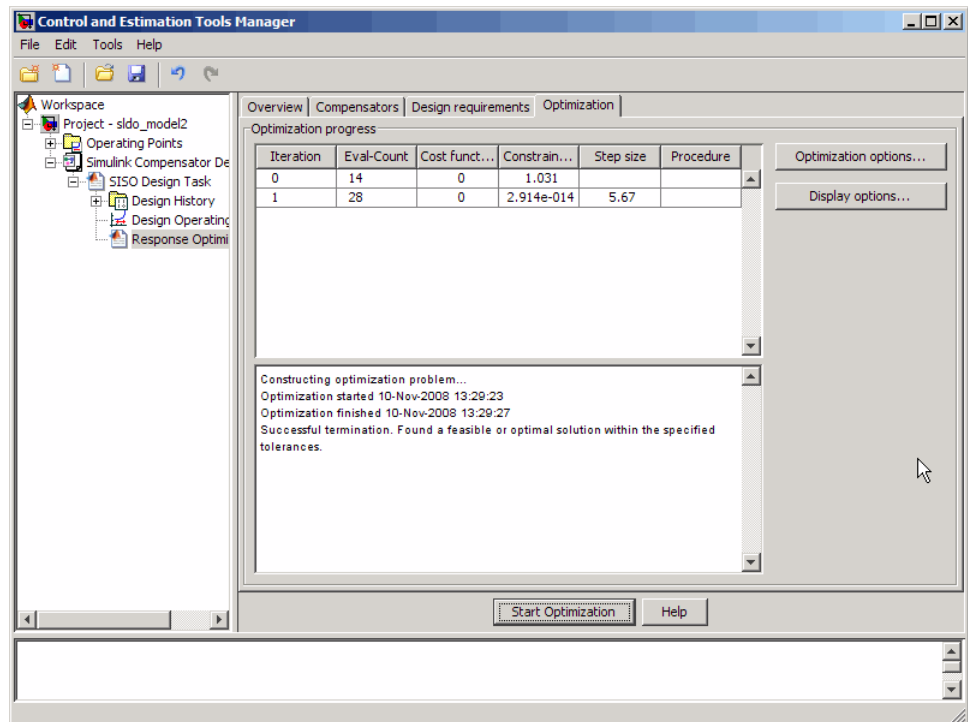 Control and Estimation Tools Manager
File Edit Tools Help
Workspace
Project - sldo_model2
Operating Points
Simulink Compensator De
SISO Design Task
Design History
Design Operating
Response Optimi
Overview Compensators Design requirements Optimization
Optimization progress
Iteration Eval-Count Cost funct... Constrain... Step size Procedure
0 14 0 1.031
1 28 0 2.914e-014 5.67
Optimization options...
Display options...
Constructing optimization problem...
Optimization started 10-Nov-2008 13:29:23
Optimization finished 10-Nov-2008 13:29:27
Successful termination. Found a feasible or optimal solution within the specified
tolerances.
Start Optimization Help